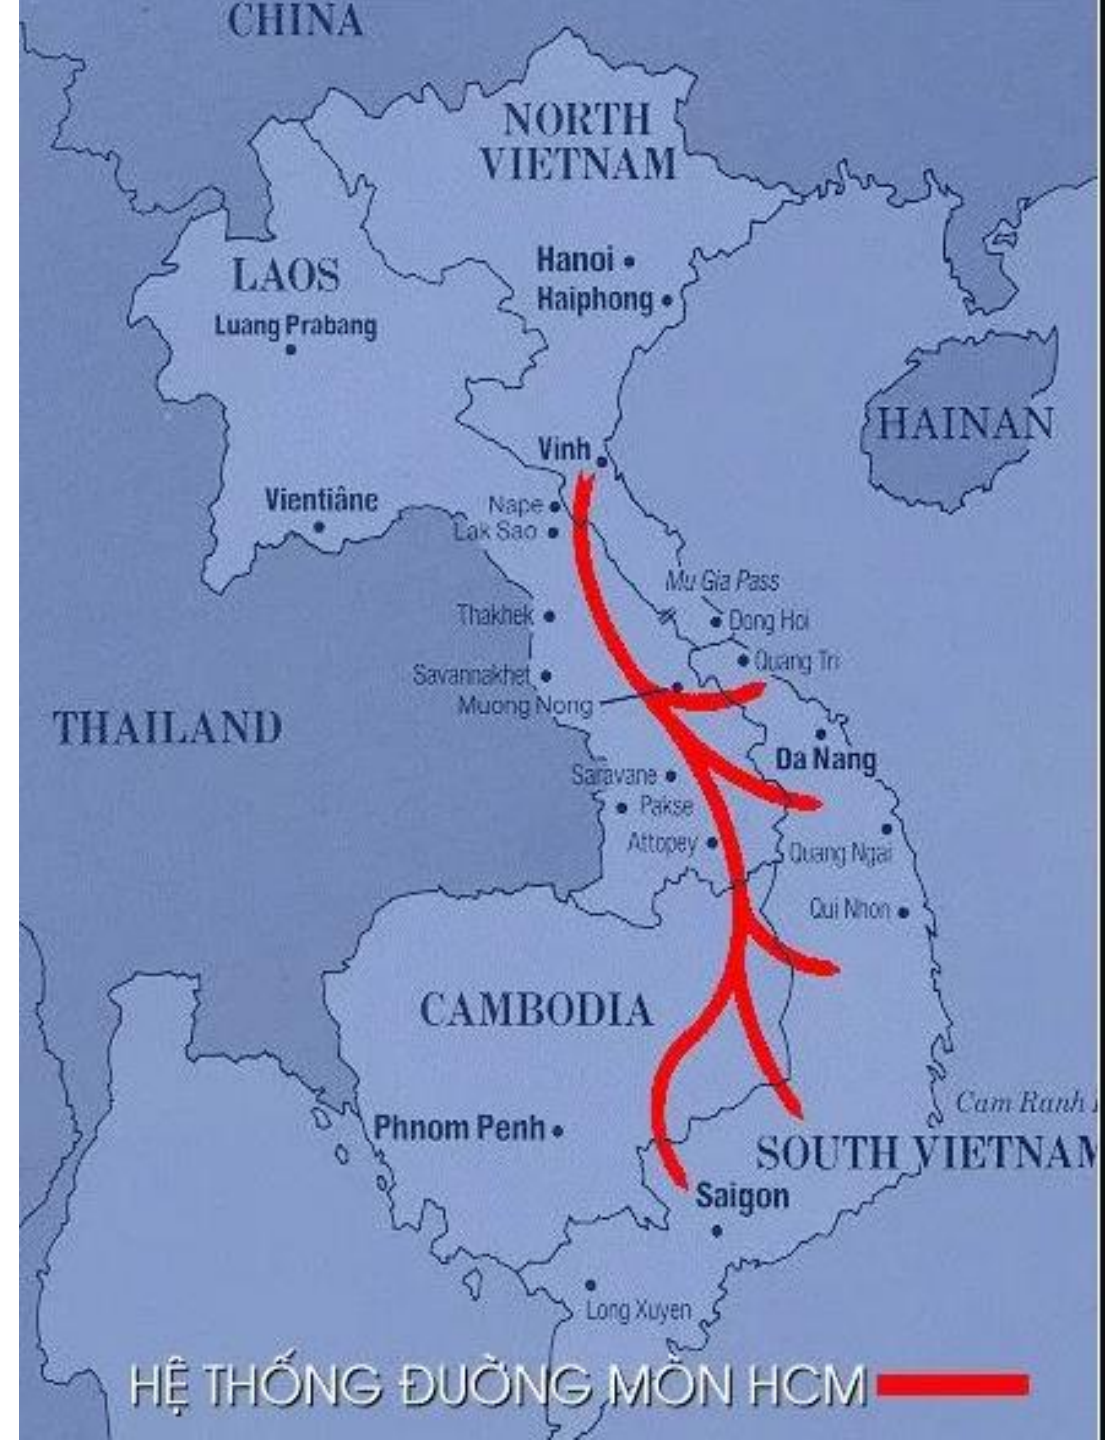 CHINA
NORTH
VIETNAM
Hanoi
LAOS
Haiphong
Luang Prabang
HAINAN
Vinh
Vientiâne
Nape
Lak Sao
Mu Gia Pass
Thakhek
Dong Hoi
Quang Tri
Savannakhet
Muong Nong
THAILAND
Da Nang
Saravane
Pakse
Attopey
Quang Ngai
Qui Nhon
CAMBODIA
Cam Ranh
Phnom Penh
SOUTH VIETNAM
Saigon
Long Xuyen
HỆ THỐNG ĐUỜNG MÒN HCM